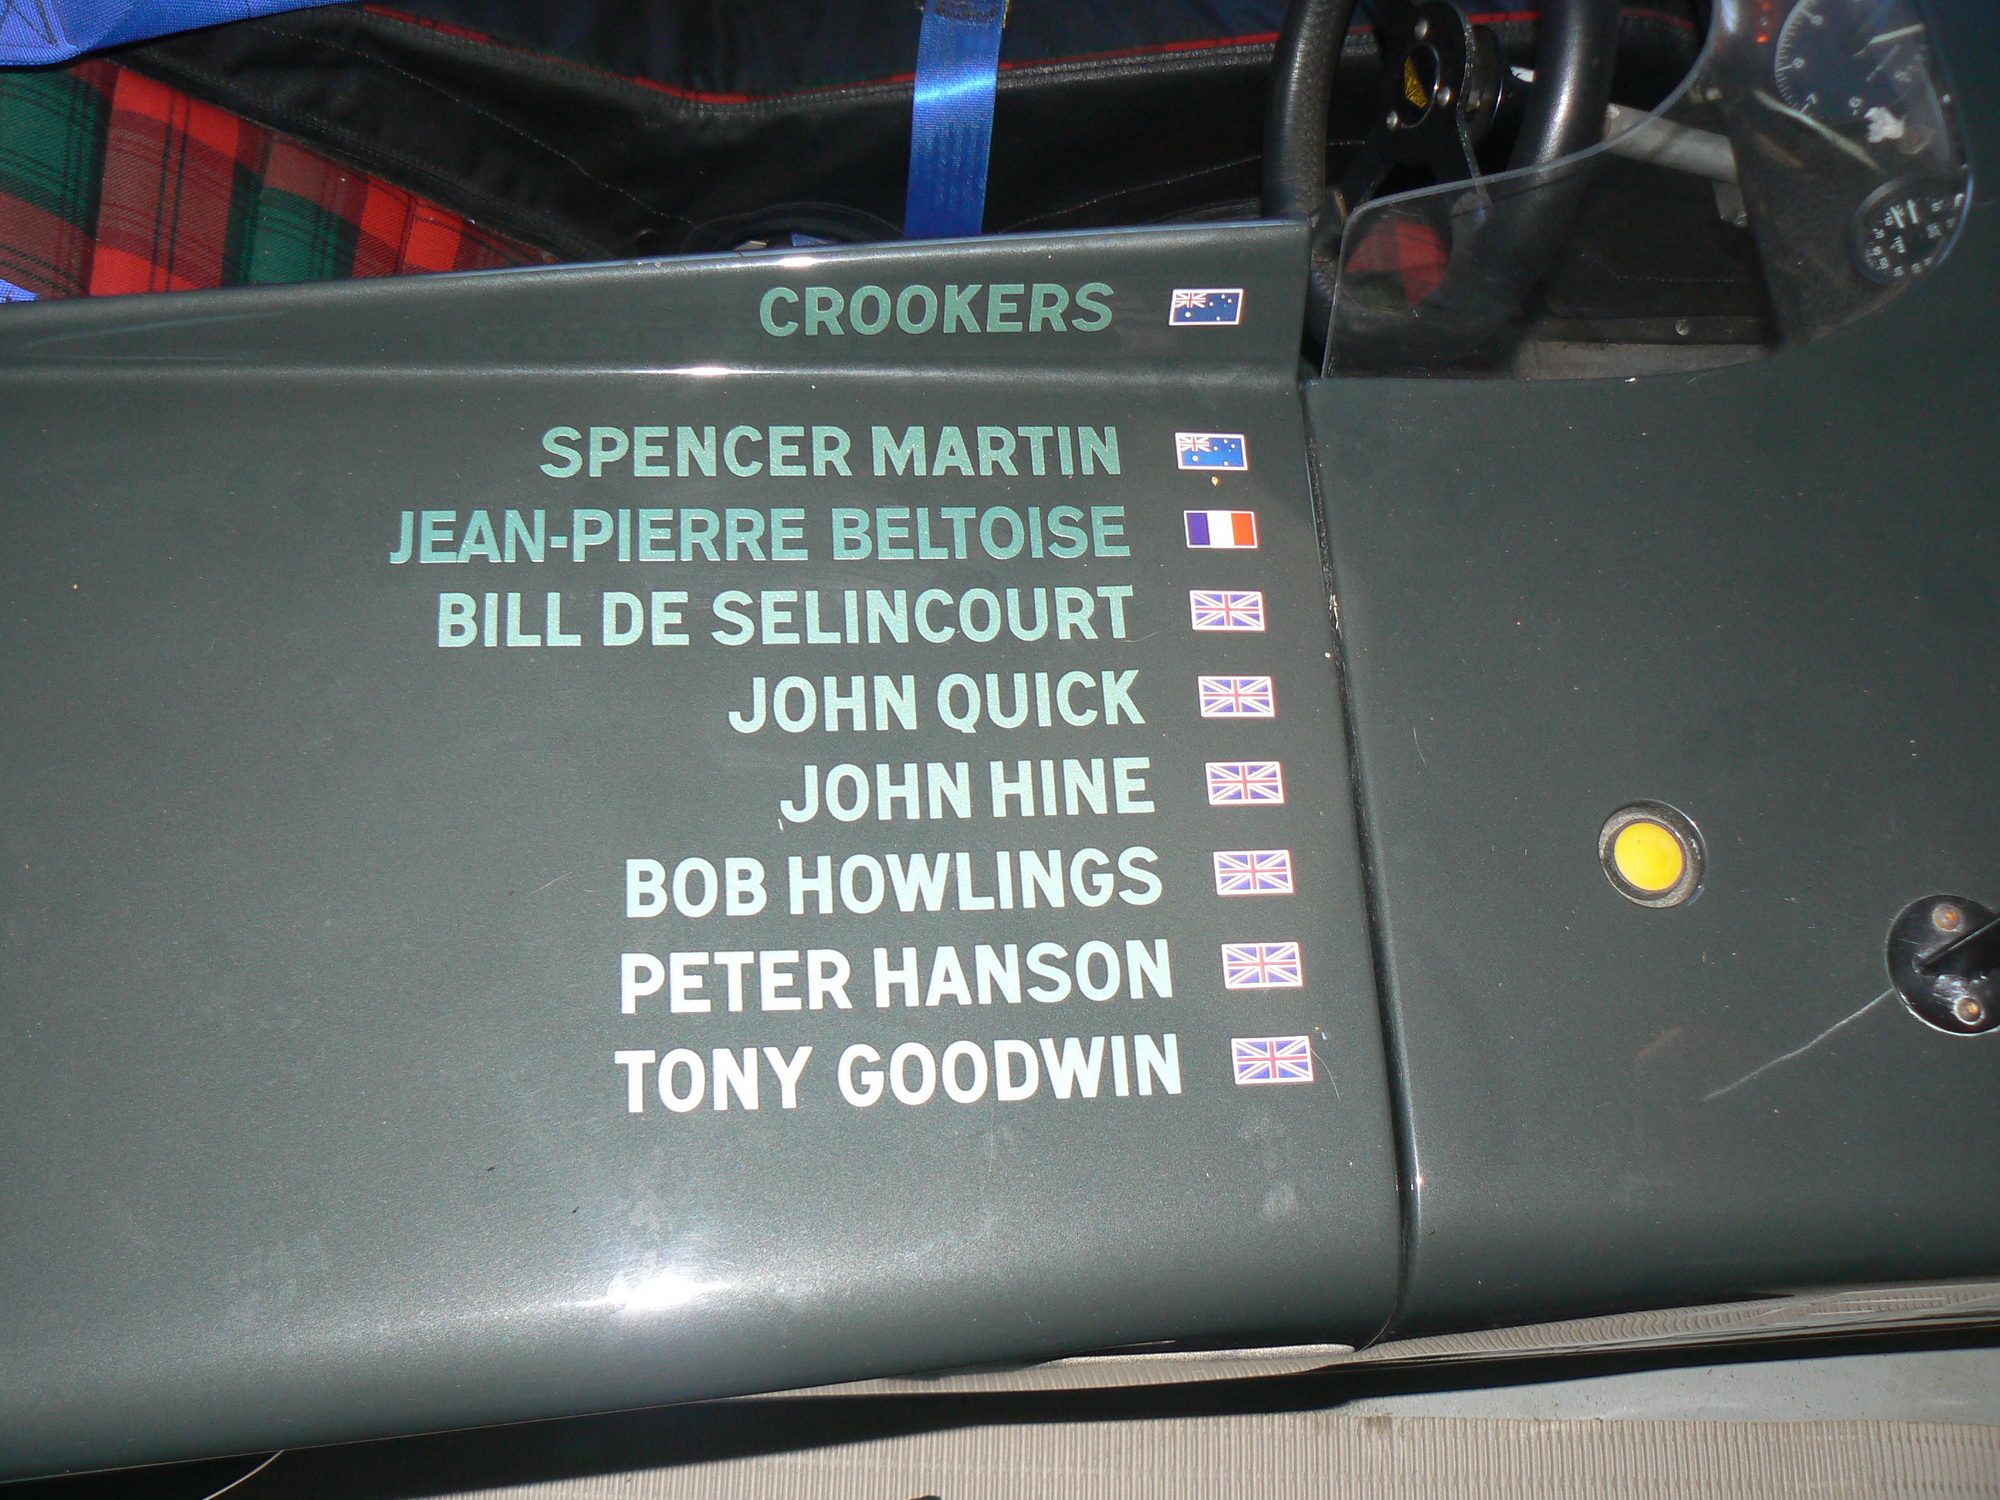 CROOKERS
SPENCER MARTIN
JEAN-PIERRE BELTOISE
BILL DE SELINCOURT
JOHN QUICK
JOHN HINE
BOB HOWLINGS
PETER HANSON
TONY GOODWIN